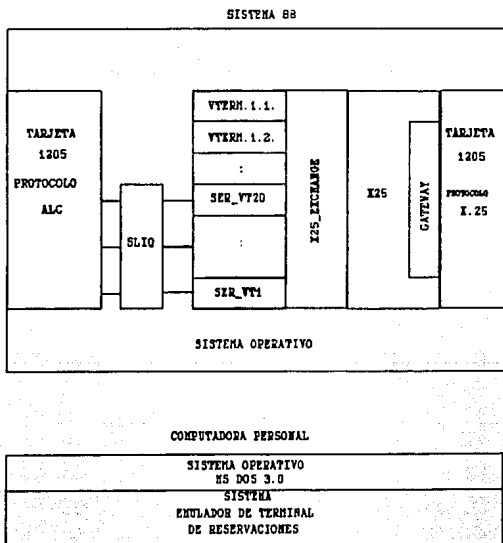 SISTEMA 88
TARJETA
1205
PROTOCOLO
ALC
SLIO
VTERM.1.1.
VTERM.1.2.
:
SER_VT20
:
SER_VT1
X25_EXCHANGE
X25
GATEWAY
TARJETA
1205
PROTOCOLO
X.25
SISTEMA OPERATIVO
COMPUTADORA PERSONAL
SISTEMA OPERATIVO
MS DOS 3.0
SISTEMA
EMULADOR DE TERMINAL
DE RESERVACIONES